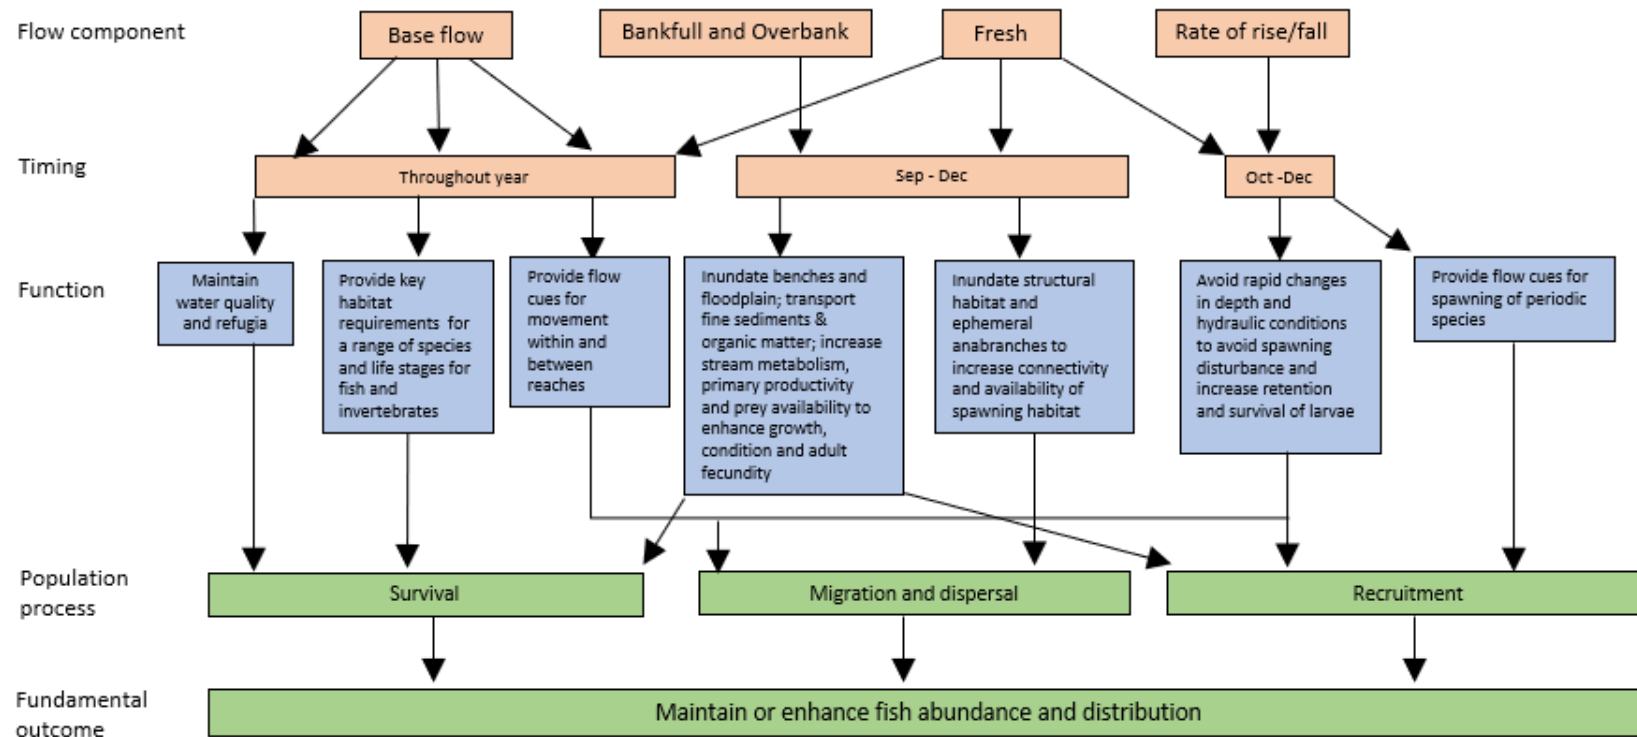 Flow component
Base flow
Bankfull and Overbank
Fresh
Rate of rise/fall
Timing
Throughout year
Sep - Dec
Oct -Dec
Function
Maintain
water quality
and refugia
Provide key
habitat
requirements for
a range of species
and life stages for
fish and
invertebrates
Provide flow
cues for
movement
within and
between
reaches
Inundate benches and
floodplain; transport
fine sediments &
organic matter; increase
stream metabolism,
primary productivity
and prey availability to
enhance growth,
condition and adult
fecundity
Inundate structural
habitat and
ephemeral
anabranches to
increase connectivity
and availability of
spawning habitat
Avoid rapid changes
in depth and
hydraulic conditions
to avoid spawning
disturbance and
increase retention
and survival of larvae
Provide flow cues for
spawning of periodic
species
Population
process
Survival
Migration and dispersal
Recruitment
Fundamental
outcome
Maintain or enhance fish abundance and distribution